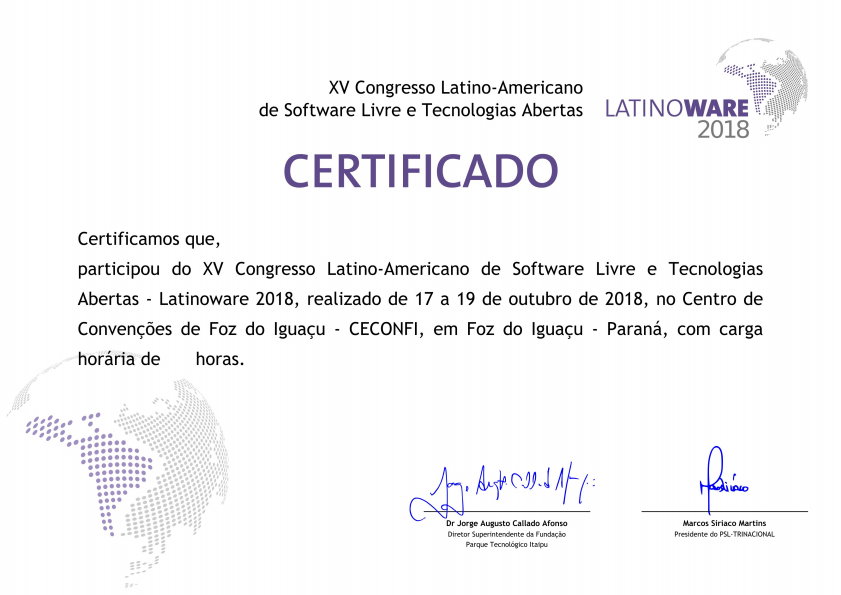 XV Congresso Latino-Americano
de Software Livre e Tecnologias Abertas
LATINOWARE
2018
CERTIFICADO
Certificamos que,
participou do XV Congresso Latino-Americano de Software Livre e Tecnologias
Abertas - Latinoware 2018, realizado de 17 a 19 de outubro de 2018, no Centro de
Convenções de Foz do Iguaçu - CECONFI, em Foz do Iguaçu - Paraná, com carga
horária de horas.
Dr Jorge Augusto Callado Afonso
Diretor Superintendente da Fundação
Parque Tecnológico Itaipu
Marcos Siriaco Martins
Presidente do PSL-TRINACIONAL